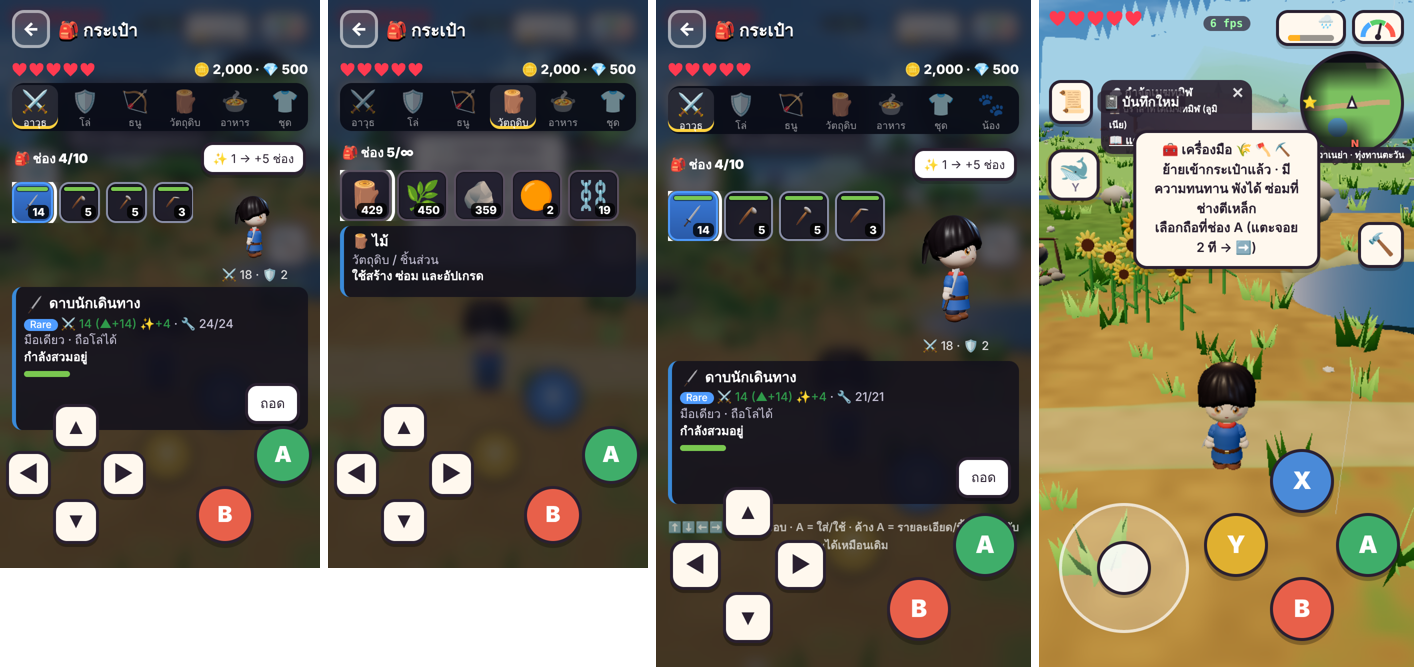 กระเป๋า
2,000 · 500
อาวุธ
โล่
ธนู
วัตถุดิบ
อาหาร
ชุด
ช่อง 4/10
1 → +5 ช่อง
14
5
5
3
18 · 2
ดาบนักเดินทาง
Rare 14 (▲+14) +4 · 24/24
มือเดียว · ถือโล่ได้
กำลังสวมอยู่
ถอด
A
B
กระเป๋า
2,000 · 500
อาวุธ
โล่
ธนู
วัตถุดิบ
อาหาร
ชุด
ช่อง 5/∞
429
450
359
2
19
ไม้
วัตถุดิบ / ชิ้นส่วน
ใช้สร้าง ซ่อม และอัปเกรด
A
B
กระเป๋า
2,000 · 500
อาวุธ
โล่
ธนู
วัตถุดิบ
อาหาร
ชุด
น้อง
ช่อง 4/10
1 → +5 ช่อง
14
5
5
3
18 · 2
ดาบนักเดินทาง
Rare 14 (▲+14) +4 · 21/21
มือเดียว · ถือโล่ได้
กำลังสวมอยู่
ถอด
A = ใส่/ใช้ · ค้าง A = รายละเอียด/
ได้เหมือนเดิม
A
B
6 fps
บันทึกใหม่
Y
N
เครื่องมือ
ย้ายเข้ากระเป๋าแล้ว · มี
ความทนทาน พังได้ ซ่อมที่
ช่างตีเหล็ก
เลือกถือที่ช่อง A (แตะจอย
2 ที → )
ทุ่งทานตะวัน
X
Y
A
B